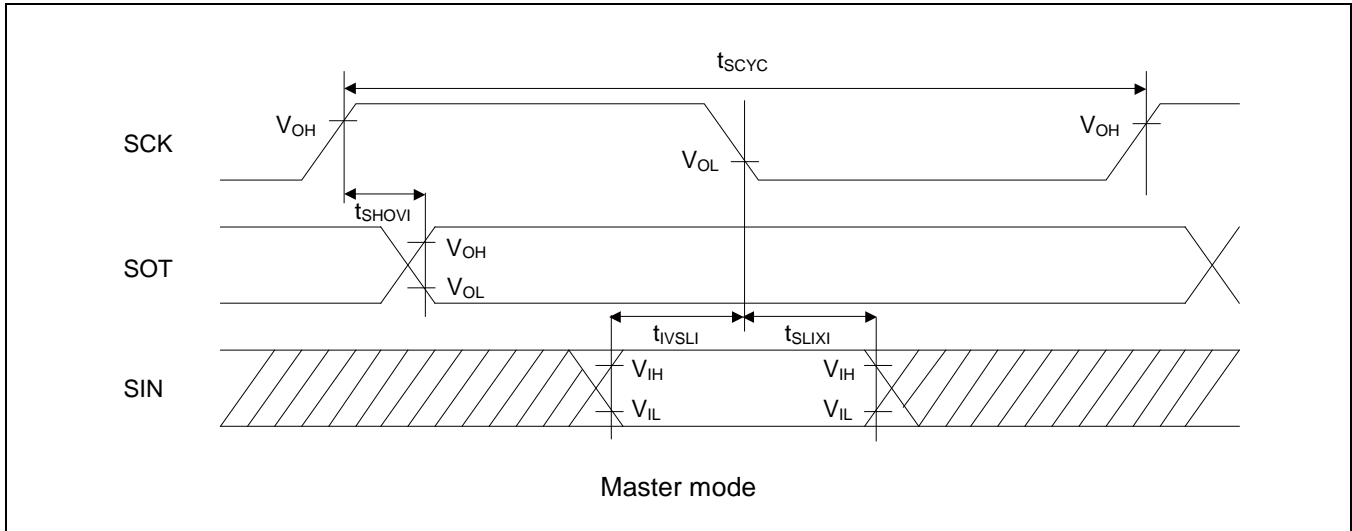 tSCYC
SCK
VOH
VOL
VOH
tSHOVI
SOT
VOH
VOL
tIVSLI
tSLIXI
SIN
VIH
VIL
VIH
VIL
Master mode